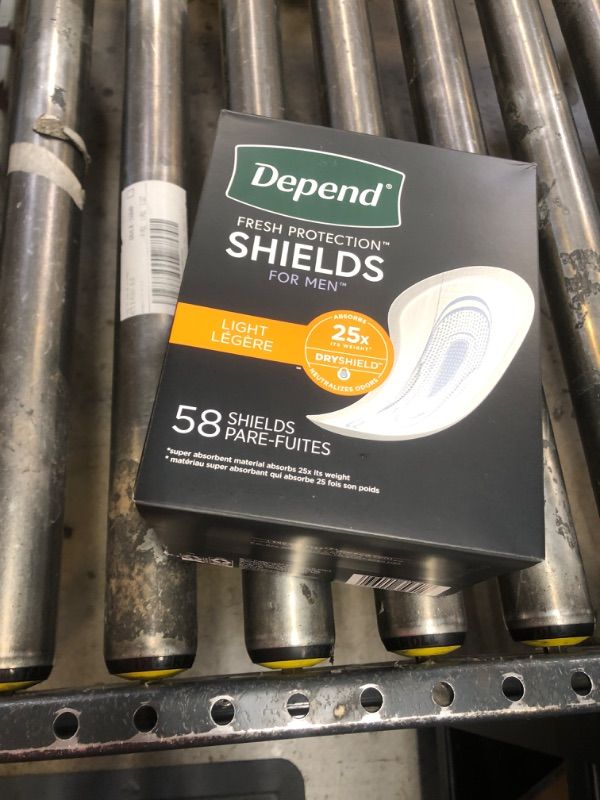 Depend®
FRESH PROTECTION™
SHIELDS
FOR MEN™
LIGHT
LÉGÈRE
ABSORBS
25x
ITS WEIGHT*
DRYSHIELD™
NEUTRALIZES ODORS
58 SHIELDS
PARE-FUITES
*super absorbent material absorbs 25x its weight
* matériau super absorbant qui absorbe 25 fois son poids